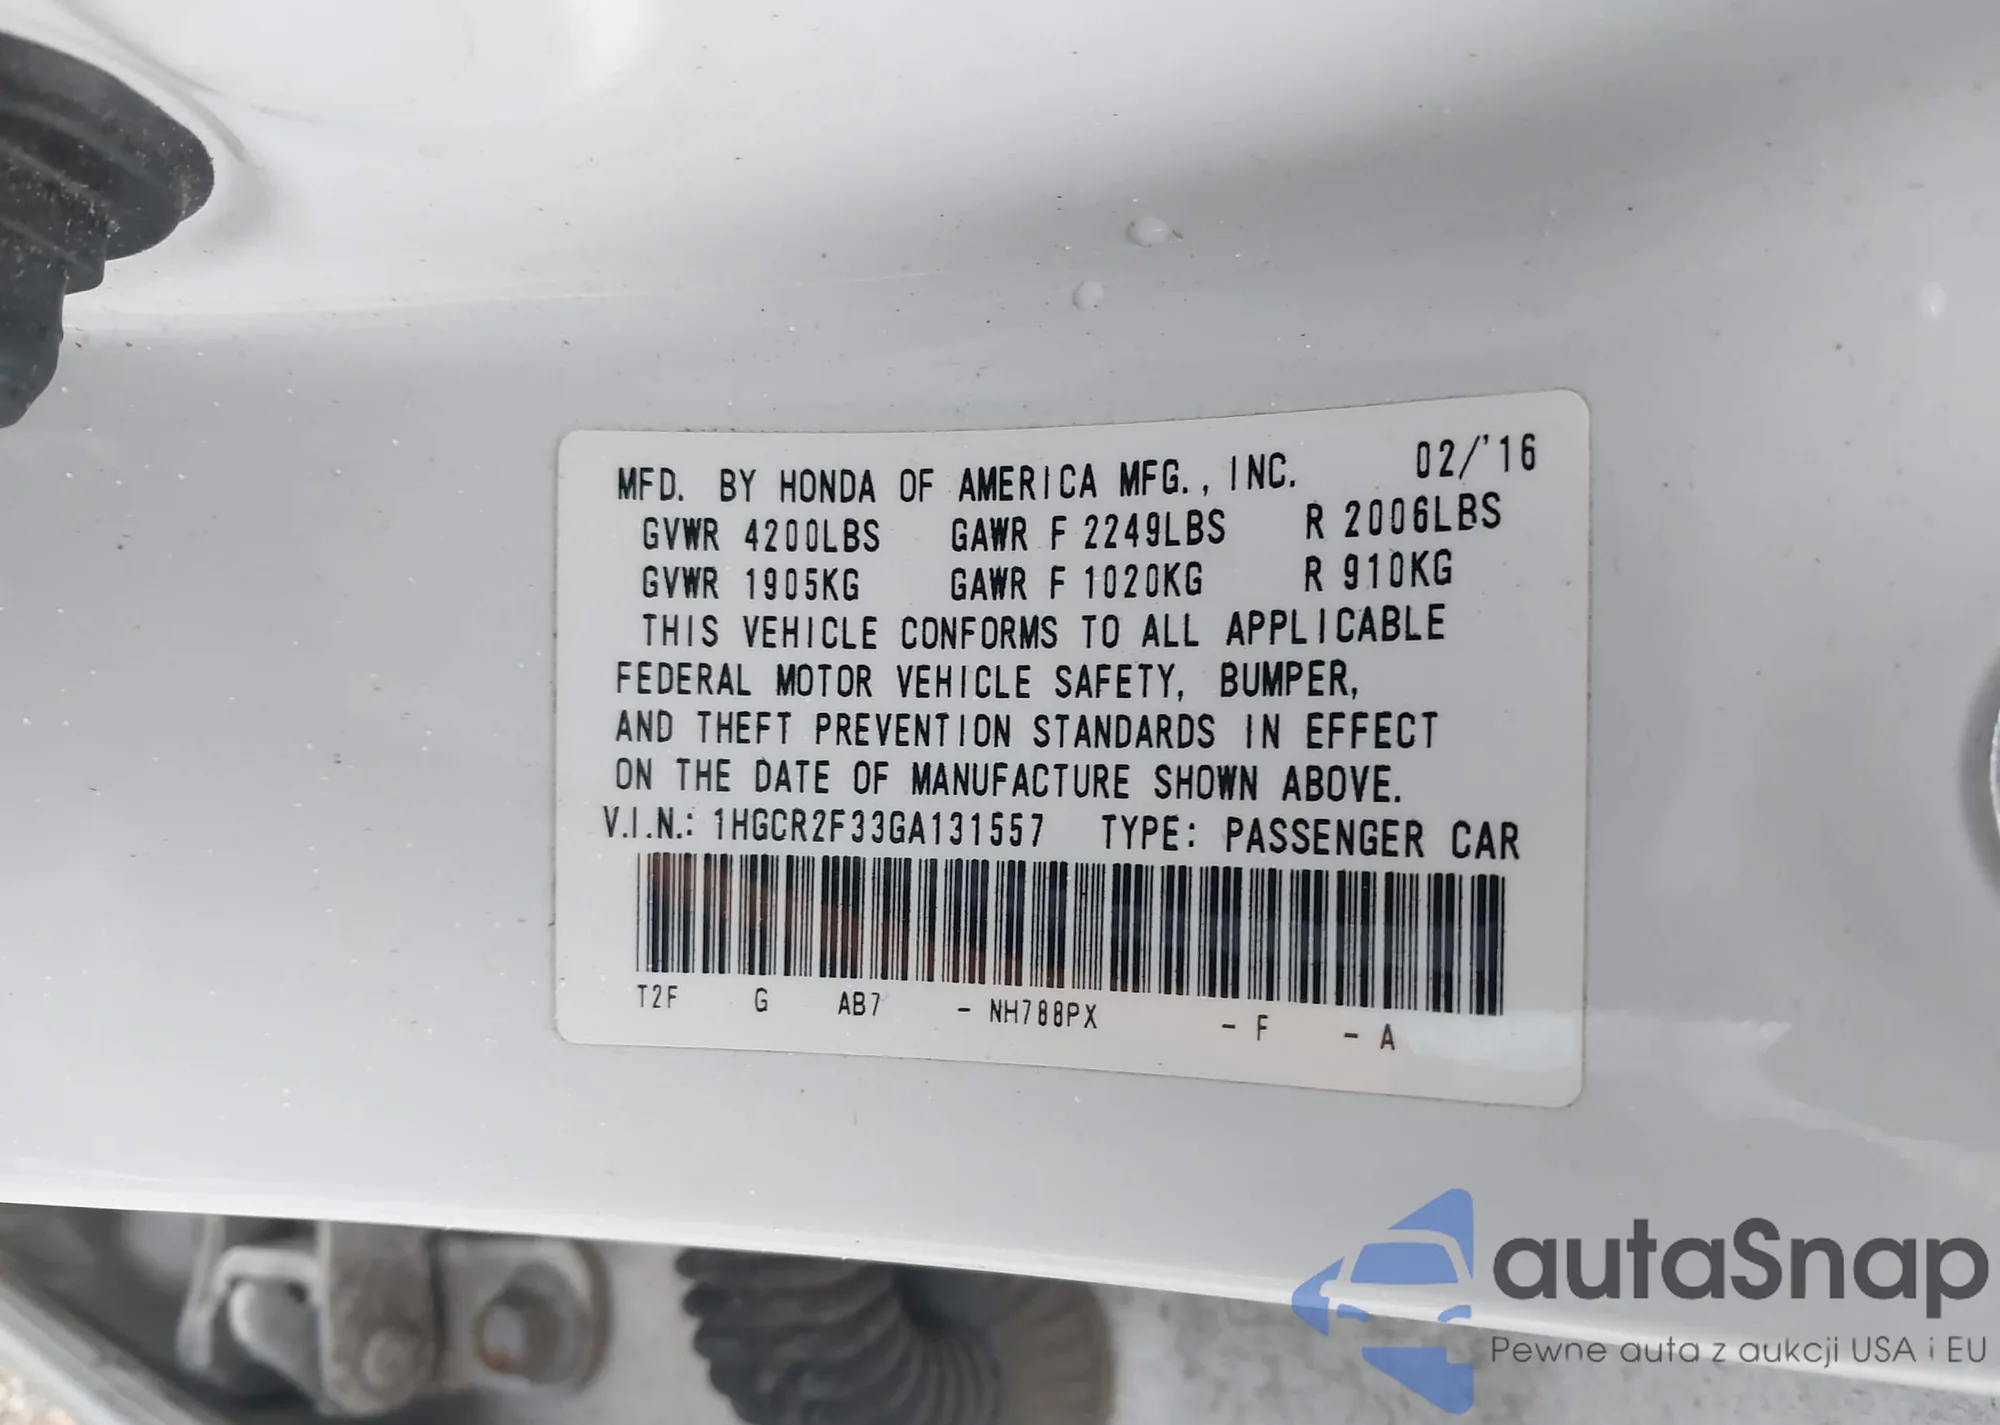 MFD. BY HONDA OF AMERICA MFG., INC. 02/'16
GVWR 4200LBS GAWR F 2249LBS R 2006LBS
GVWR 1905KG GAWR F 1020KG R 910KG
THIS VEHICLE CONFORMS TO ALL APPLICABLE
FEDERAL MOTOR VEHICLE SAFETY, BUMPER,
AND THEFT PREVENTION STANDARDS IN EFFECT
ON THE DATE OF MANUFACTURE SHOWN ABOVE.
V.I.N.: 1HGCR2F33GA131557 TYPE: PASSENGER CAR
T2F G AB7 - NH788PX - F - A
autaSnap
Pewne auta z aukcji USA i EU